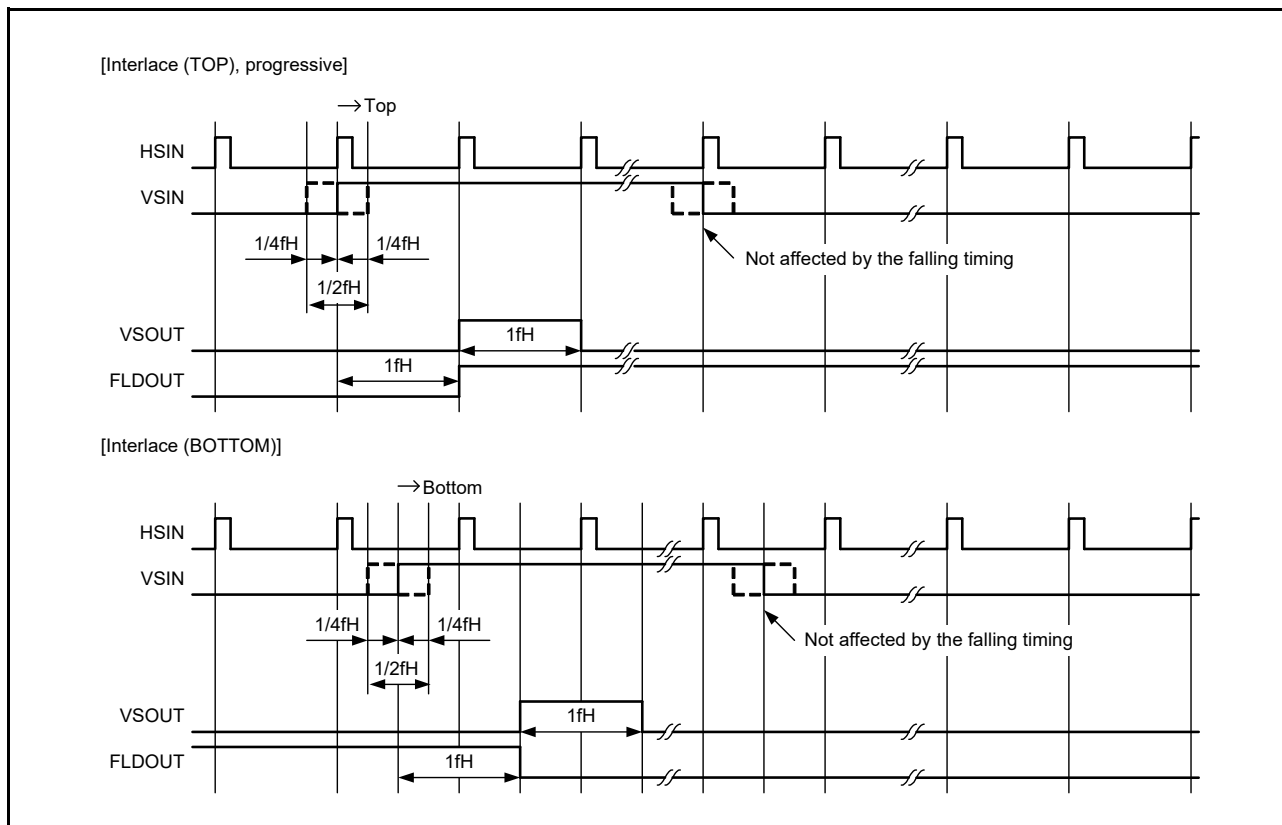 [Interlace (TOP), progressive]
→Top
HSIN
VSIN
1/4fH 1/4fH
Not affected by the falling timing
1/2fH
VSOUT
1fH
1fH
FLDOUT
[Interlace (BOTTOM)]
→Bottom
HSIN
VSIN
1/4fH 1/4fH
Not affected by the falling timing
1/2fH
VSOUT
1fH
FLDOUT
1fH